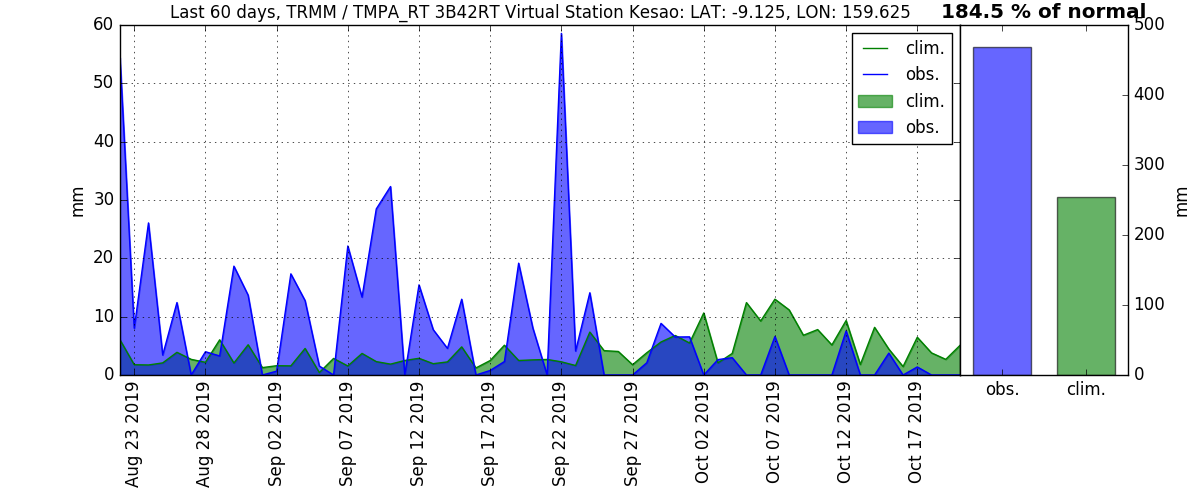 Last 60 days, TRMM / TMPA_RT 3B42RT Virtual Station Kesao: LAT: -9.125, LON: 159.625
184.5 % of normal
60
50
40
30
20
10
0
mm
clim.
obs.
clim.
obs.
Aug 23 2019
Aug 28 2019
Sep 02 2019
Sep 07 2019
Sep 12 2019
Sep 17 2019
Sep 22 2019
Sep 27 2019
Oct 02 2019
Oct 07 2019
Oct 12 2019
Oct 17 2019
500
400
300
200
100
0
mm
obs.
clim.